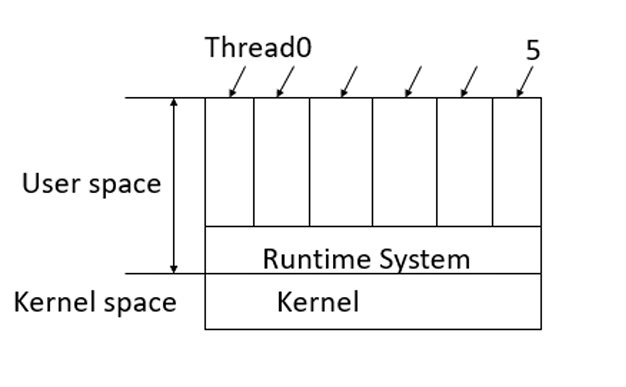 Thread0
5
User space
Runtime System
Kernel space
Kernel